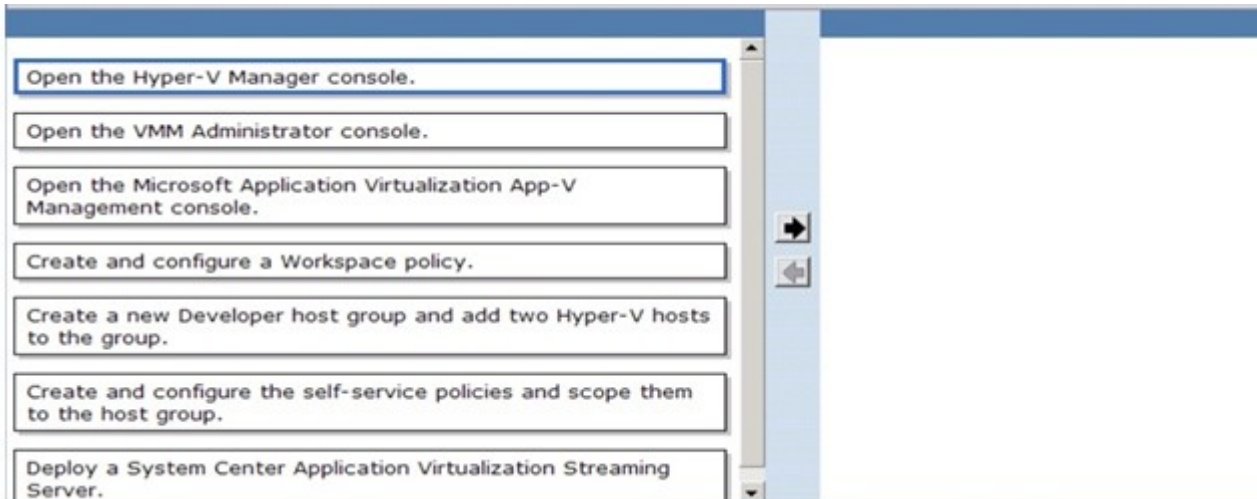 Open the Hyper-V Manager console.
Open the VMM Administrator console.
Open the Microsoft Application Virtualization App-V
Management console.
Create and configure a Workspace policy.
Create a new Developer host group and add two Hyper-V hosts
to the group.
Create and configure the self-service policies and scope them
to the host group.
Deploy a System Center Application Virtualization Streaming
Server.